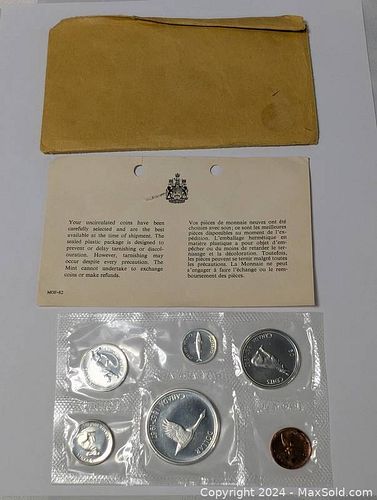 Your uncirculated coins have been
carefully selected and are the best
available at the time of shipment. The
sealed plastic package is designed to
prevent or delay tarnishing or discol-
ouration. However, tarnishing may
occur despite every precaution. The
Mint cannot undertake to exchange
coins or make refunds.
Vos pièces de monnaie neuves ont été
choisies avec soin; ce sont les meilleures
pièces disponibles au moment de l'ex-
pédition. L'emballage hermétique en
matière plastique a pour objet d'em-
pêcher ou du moins de retarder le ter-
nissage et la décoloration. Toutefois,
les pièces peuvent se ternir malgré toutes
les précautions. La Monnaie ne peut
s'engager à faire l'échange ou le rem-
boursement des pièces.
MOF-82
CENTS
DOLLAR
Copyright 2024 - MaxSold.com